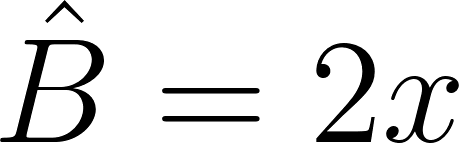 B̂ = 2x